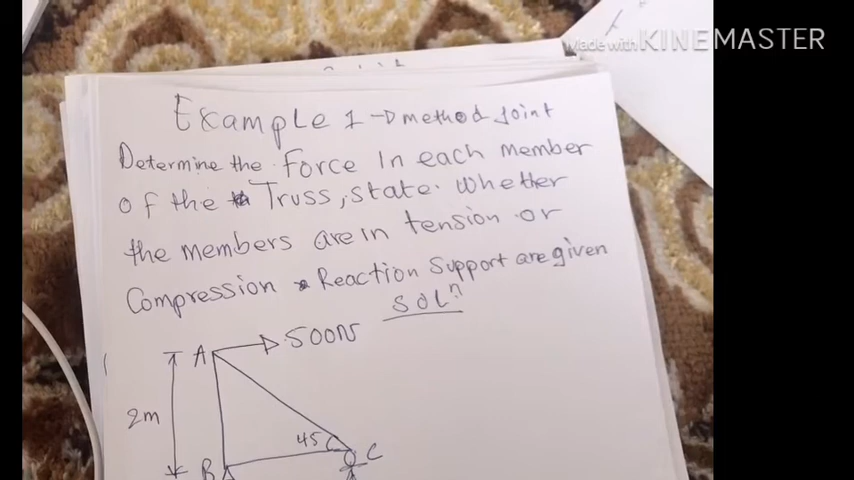 Made with KINEMASTER
Example 1 → method Joint
Determine the Force In each member
of the Truss, state. Whether
the members are in tension or
Compression Reaction Support are given
Solⁿ
A 500N
2m
45 C
B